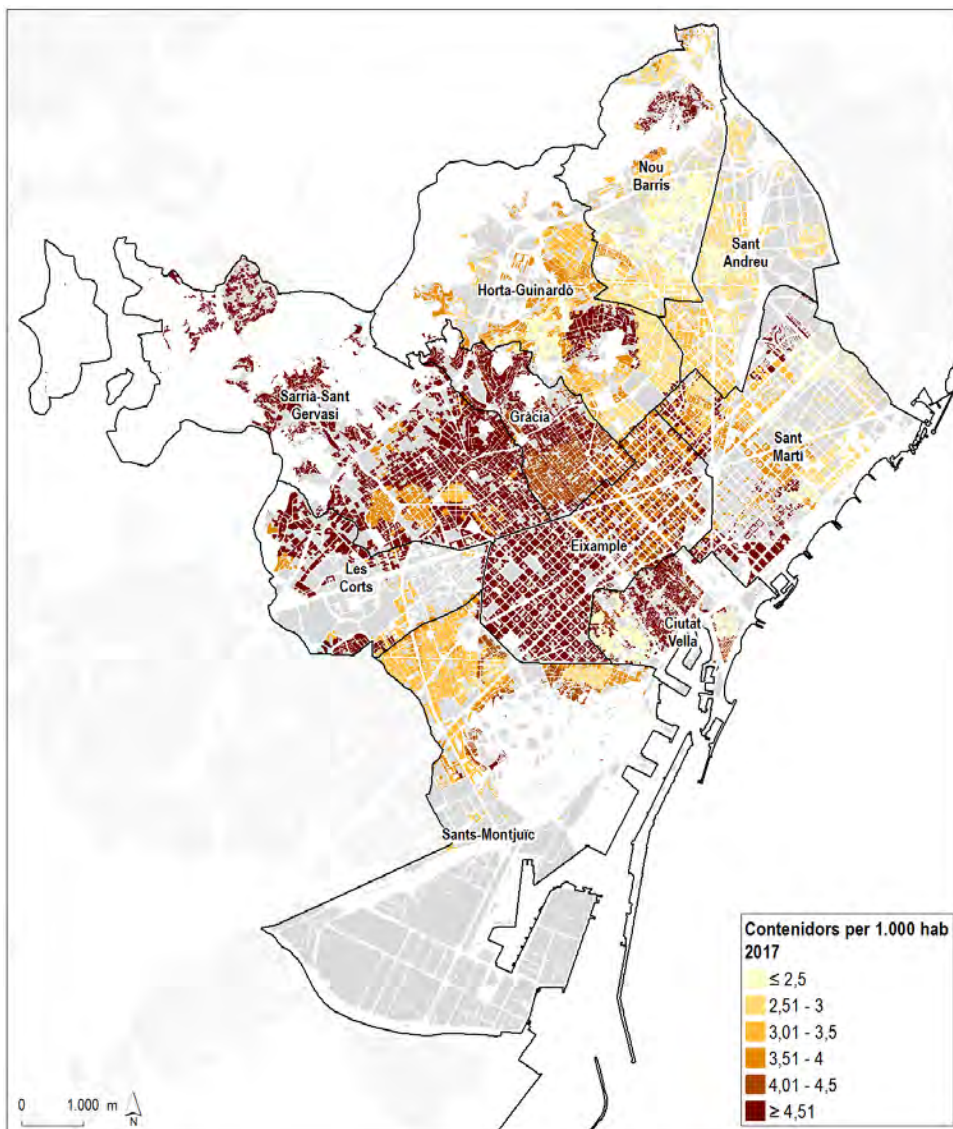 Nou
Barris
Sant
Andreu
Horta-Guinardó
Sarrià-Sant
Gervasi
Gràcia
Sant
Martí
Eixample
Les
Corts
Ciutat
Vella
Sants-Montjuïc
Contenidors per 1.000 hab
2017
≤ 2,5
2,51 - 3
3,01 - 3,5
3,51 - 4
4,01 - 4,5
≥ 4,51
0 1.000 m
N